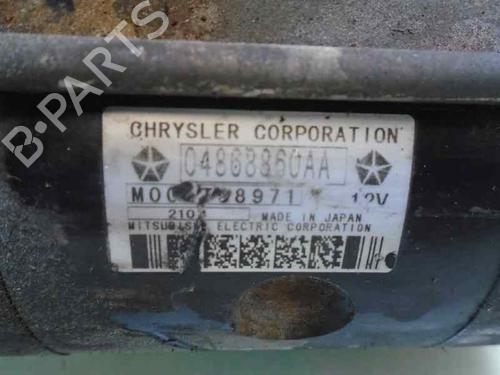 B-PARTS
CHRYSLER CORPORATION
04868860AA
12V
210
MADE IN JAPAN
ELECTRIC CORPORATION